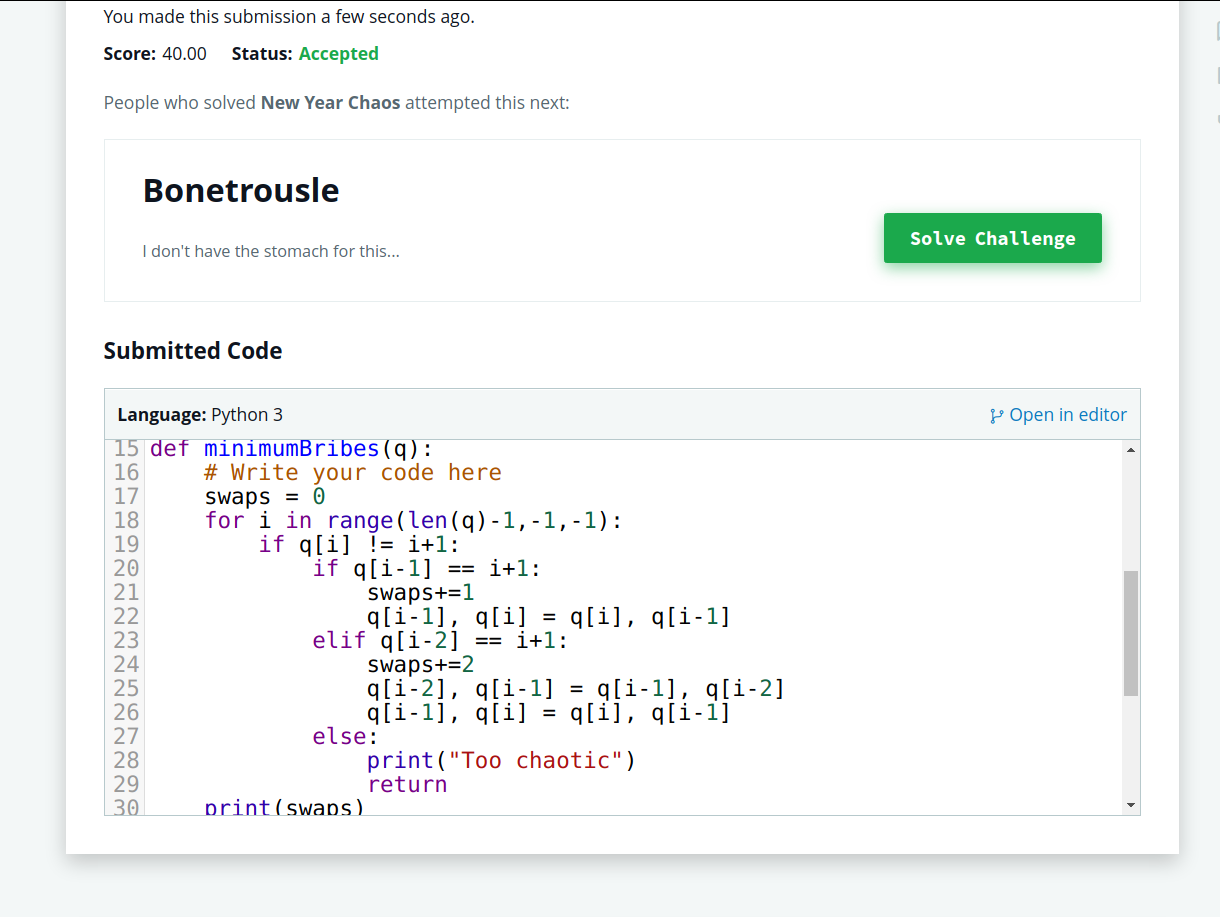 You made this submission a few seconds ago.
Score: 40.00 Status: Accepted
People who solved New Year Chaos attempted this next:
Bonetrousle
I don't have the stomach for this...
Solve Challenge
Submitted Code
Language: Python 3
Open in editor
15 def minimumBribes(q):
16     # Write your code here
17     swaps = 0
18     for i in range(len(q)-1,-1,-1):
19         if q[i] != i+1:
20             if q[i-1] == i+1:
21                 swaps+=1
22                 q[i-1], q[i] = q[i], q[i-1]
23             elif q[i-2] == i+1:
24                 swaps+=2
25                 q[i-2], q[i-1] = q[i-1], q[i-2]
26                 q[i-1], q[i] = q[i], q[i-1]
27             else:
28                 print("Too chaotic")
29                 return
30     print(swaps)